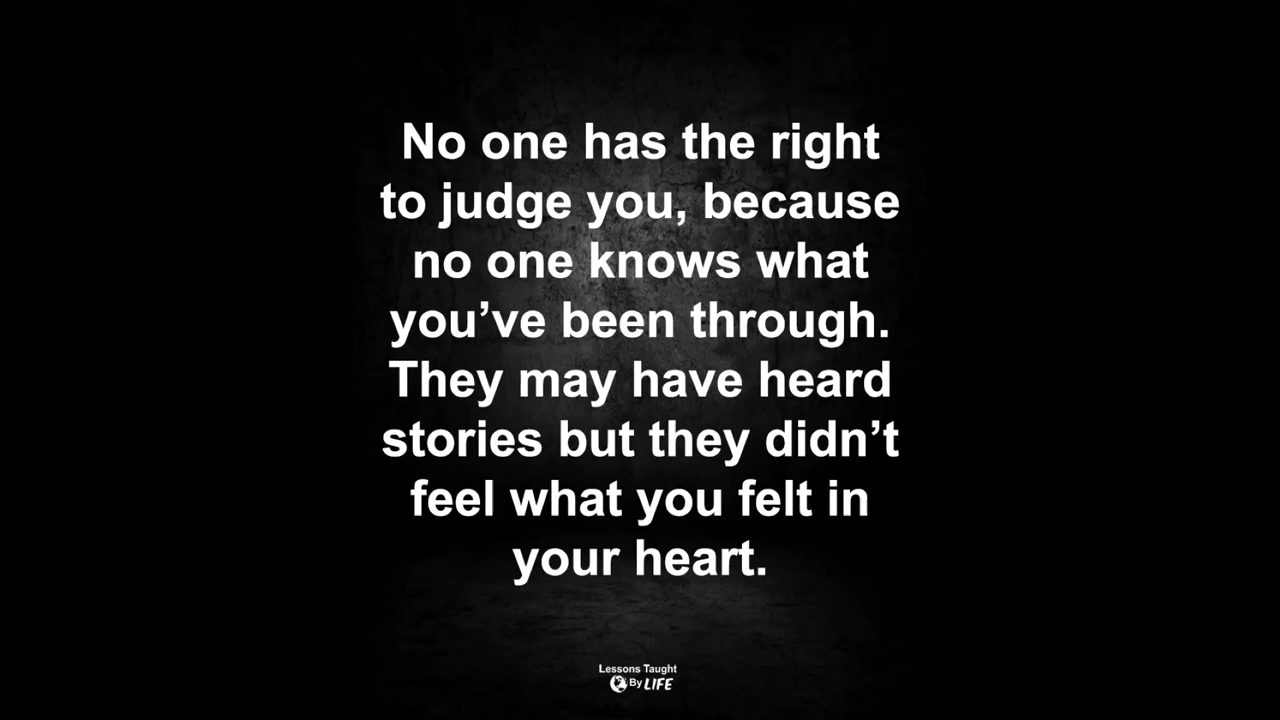 No one has the right
to judge you, because
no one knows what
you’ve been through.
They may have heard
stories but they didn’t
feel what you felt in
your heart.
Lessons Taught
By LIFE